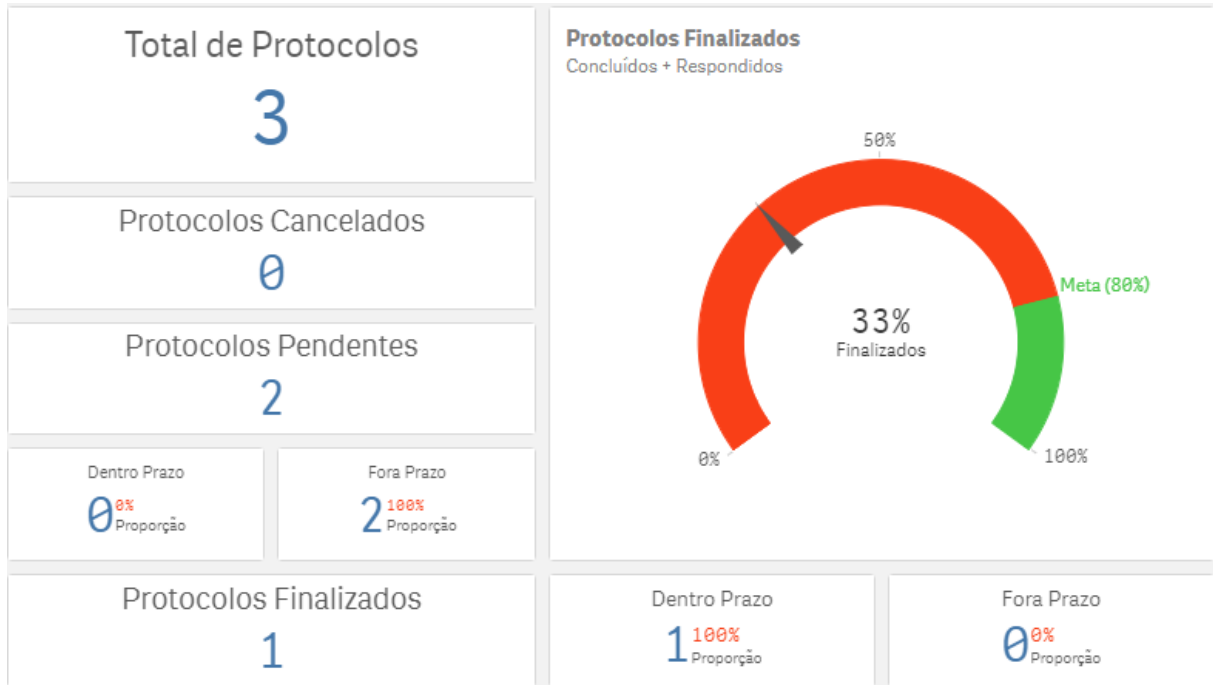 Total de Protocolos
3
Protocolos Cancelados
0
Protocolos Pendentes
2
Dentro Prazo
0 0%
Proporção
Fora Prazo
2 100%
Proporção
Protocolos Finalizados
1
Protocolos Finalizados
Concluídos + Respondidos
50%
Meta (80%)
33%
Finalizados
0%
100%
Dentro Prazo
1 100%
Proporção
Fora Prazo
0 0%
Proporção